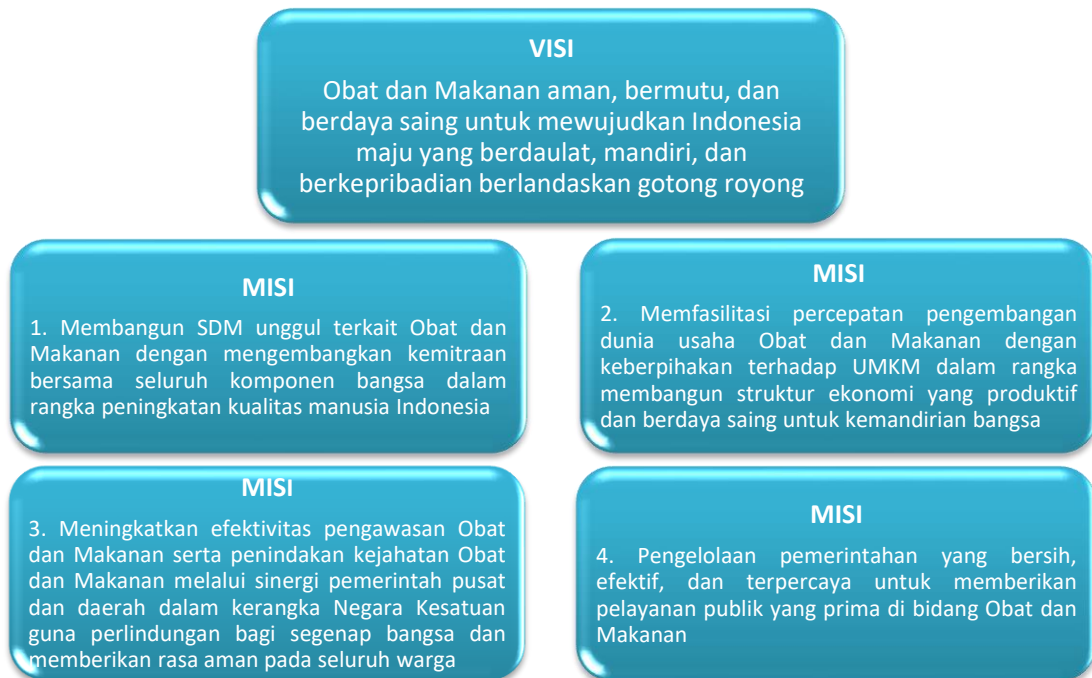 VISI
Obat dan Makanan aman, bermutu, dan
berdaya saing untuk mewujudkan Indonesia
maju yang berdaulat, mandiri, dan
berkepribadian berlandaskan gotong royong
MISI
1. Membangun SDM unggul terkait Obat dan
Makanan dengan mengembangkan kemitraan
bersama seluruh komponen bangsa dalam
rangka peningkatan kualitas manusia Indonesia
MISI
2. Memfasilitasi percepatan pengembangan
dunia usaha Obat dan Makanan dengan
keberpihakan terhadap UMKM dalam rangka
membangun struktur ekonomi yang produktif
dan berdaya saing untuk kemandirian bangsa
MISI
3. Meningkatkan efektivitas pengawasan Obat
dan Makanan serta penindakan kejahatan Obat
dan Makanan melalui sinergi pemerintah pusat
dan daerah dalam kerangka Negara Kesatuan
guna perlindungan bagi segenap bangsa dan
memberikan rasa aman pada seluruh warga
MISI
4. Pengelolaan pemerintahan yang bersih,
efektif, dan terpercaya untuk memberikan
pelayanan publik yang prima di bidang Obat dan
Makanan